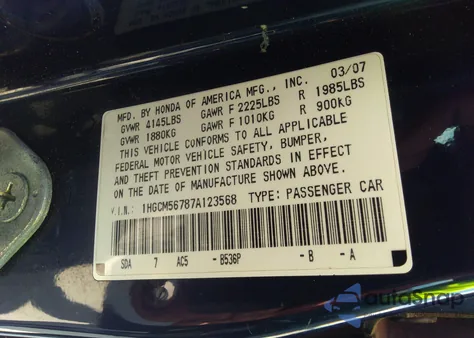 MFD. BY HONDA OF AMERICA MFG., INC. 03/07
GVWR 4145LBS GAWR F 2225LBS R 1985LBS
GVWR 1880KG GAWR F 1010KG R 900KG
THIS VEHICLE CONFORMS TO ALL APPLICABLE
FEDERAL MOTOR VEHICLE SAFETY, BUMPER,
AND THEFT PREVENTION STANDARDS IN EFFECT
ON THE DATE OF MANUFACTURE SHOWN ABOVE.
V.I.N.: 1HGCM56787A123568 TYPE: PASSENGER CAR
SDA 7 AC5 - B536P - B - A
autosnap